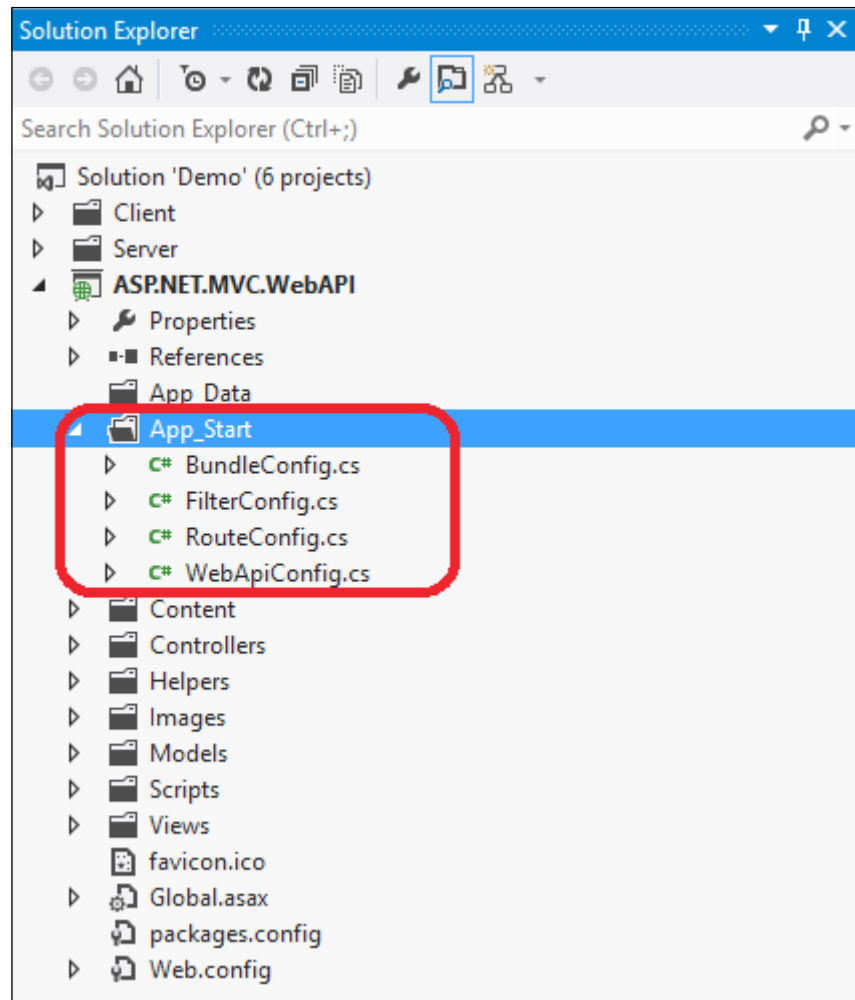 Solution Explorer
Search Solution Explorer (Ctrl+;)
Solution 'Demo' (6 projects)
Client
Server
ASP.NET.MVC.WebAPI
Properties
References
App_Data
App_Start
C# BundleConfig.cs
C# FilterConfig.cs
C# RouteConfig.cs
C# WebApiConfig.cs
Content
Controllers
Helpers
Images
Models
Scripts
Views
favicon.ico
Global.asax
packages.config
Web.config